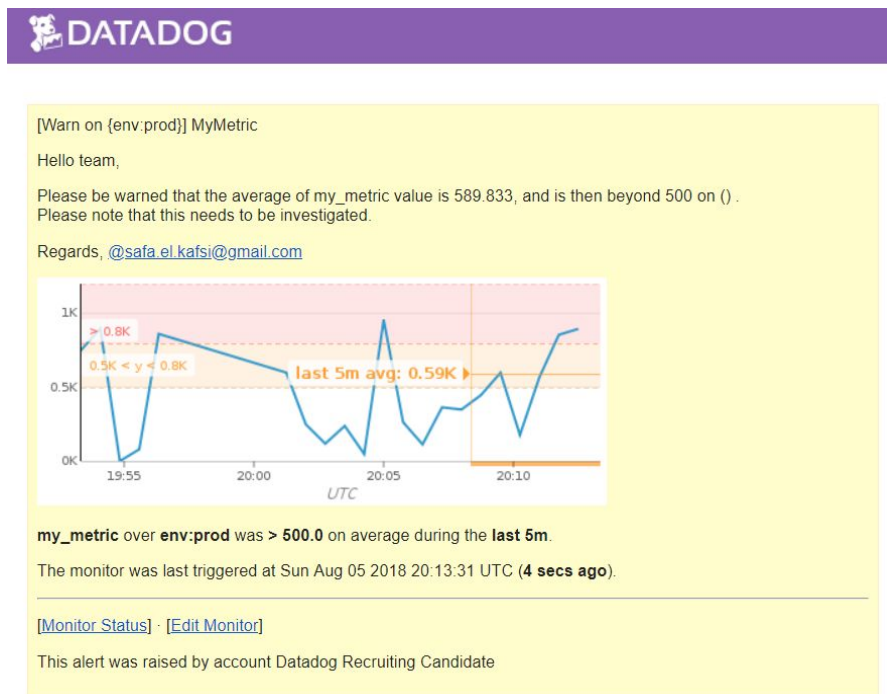 DATADOG
[Warn on {env:prod}] MyMetric
Hello team,
Please be warned that the average of my_metric value is 589.833, and is then beyond 500 on () .
Please note that this needs to be investigated.
Regards, @safa.el.kafsi@gmail.com
1K
> 0.8K
0.5K < y < 0.8K
last 5m avg: 0.59K
0.5K
0K
19:55 20:00 20:05 20:10
UTC
my_metric over env:prod was > 500.0 on average during the last 5m.
The monitor was last triggered at Sun Aug 05 2018 20:13:31 UTC (4 secs ago).
[Monitor Status] · [Edit Monitor]
This alert was raised by account Datadog Recruiting Candidate